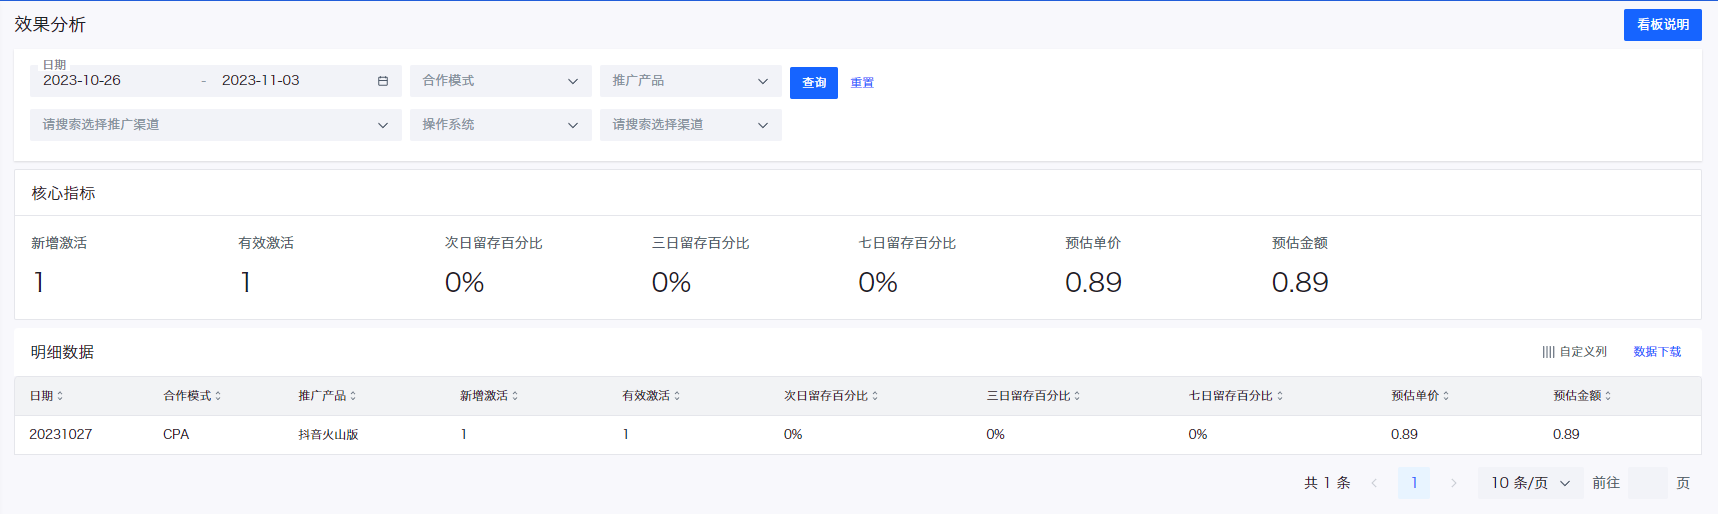 效果分析
看板说明
日期
2023-10-26 - 2023-11-03 合作模式 推广产品 查询 重置
请搜索选择推广渠道 操作系统 请搜索选择渠道
核心指标
新增激活 有效激活 次日留存百分比 三日留存百分比 七日留存百分比 预估单价 预估金额
1 1 0% 0% 0% 0.89 0.89
明细数据 自定义列 数据下载
日期 合作模式 推广产品 新增激活 有效激活 次日留存百分比 三日留存百分比 七日留存百分比 预估单价 预估金额
20231027 CPA 抖音火山版 1 1 0% 0% 0% 0.89 0.89
共 1 条 1 10 条/页 前往 页